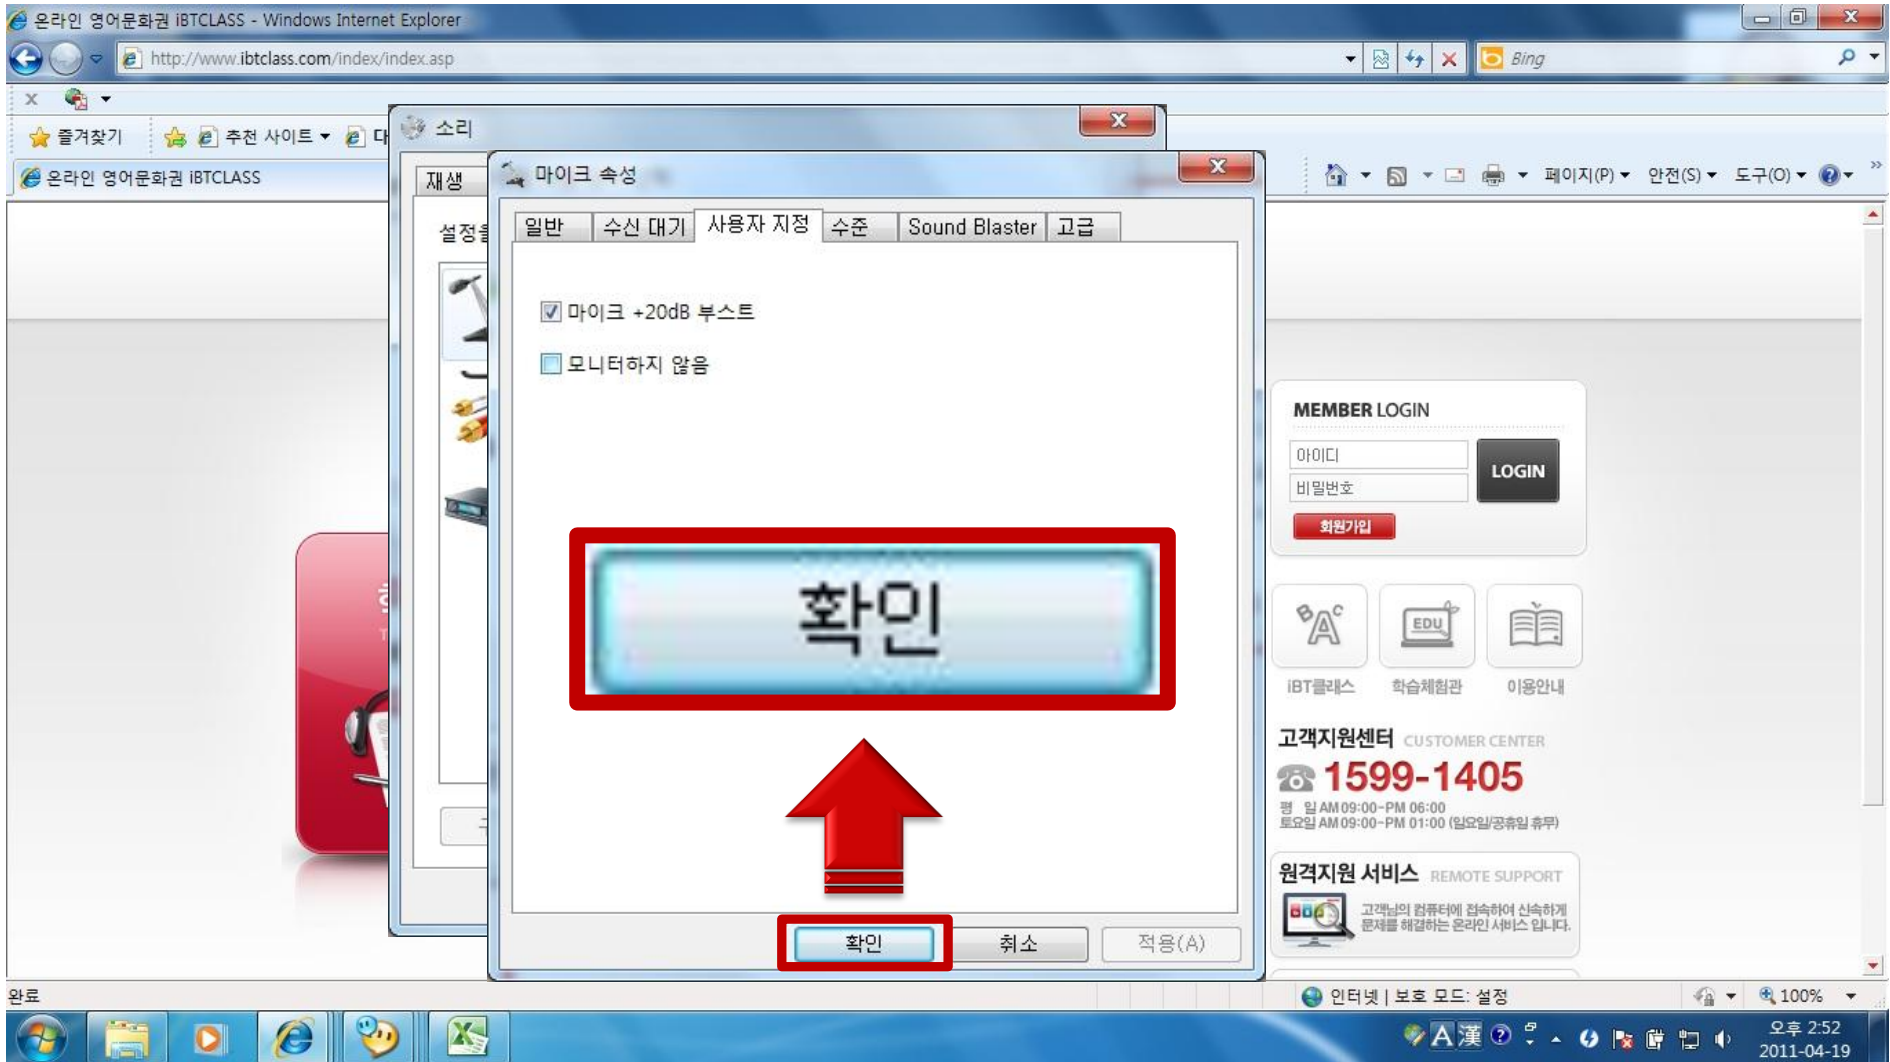 온라인 영어문화권 iBTCLASS - Windows Internet Explorer
http://www.ibtclass.com/index/index.asp
Bing
x
즐겨찾기
추천 사이트
온라인 영어문화권 iBTCLASS
페이지(P) 안전(S) 도구(O)
소리
재생
마이크 속성
일반 수신 대기 사용자 지정 수준 Sound Blaster 고급
마이크 +20dB 부스트
모니터하지 않음
확인
확인 취소 적용(A)
MEMBER LOGIN
아이디
비밀번호
LOGIN
회원가입
BAC
EDU
iBT클래스 학습체험관 이용안내
고객지원센터 CUSTOMER CENTER
1599-1405
평 일 AM 09:00~PM 06:00
토요일 AM 09:00~PM 01:00 (일요일/공휴일 휴무)
원격지원 서비스 REMOTE SUPPORT
고객님의 컴퓨터에 접속하여 신속하게
문제를 해결하는 온라인 서비스 입니다.
완료
인터넷 | 보호 모드: 설정
100%
A 漢
오후 2:52
2011-04-19